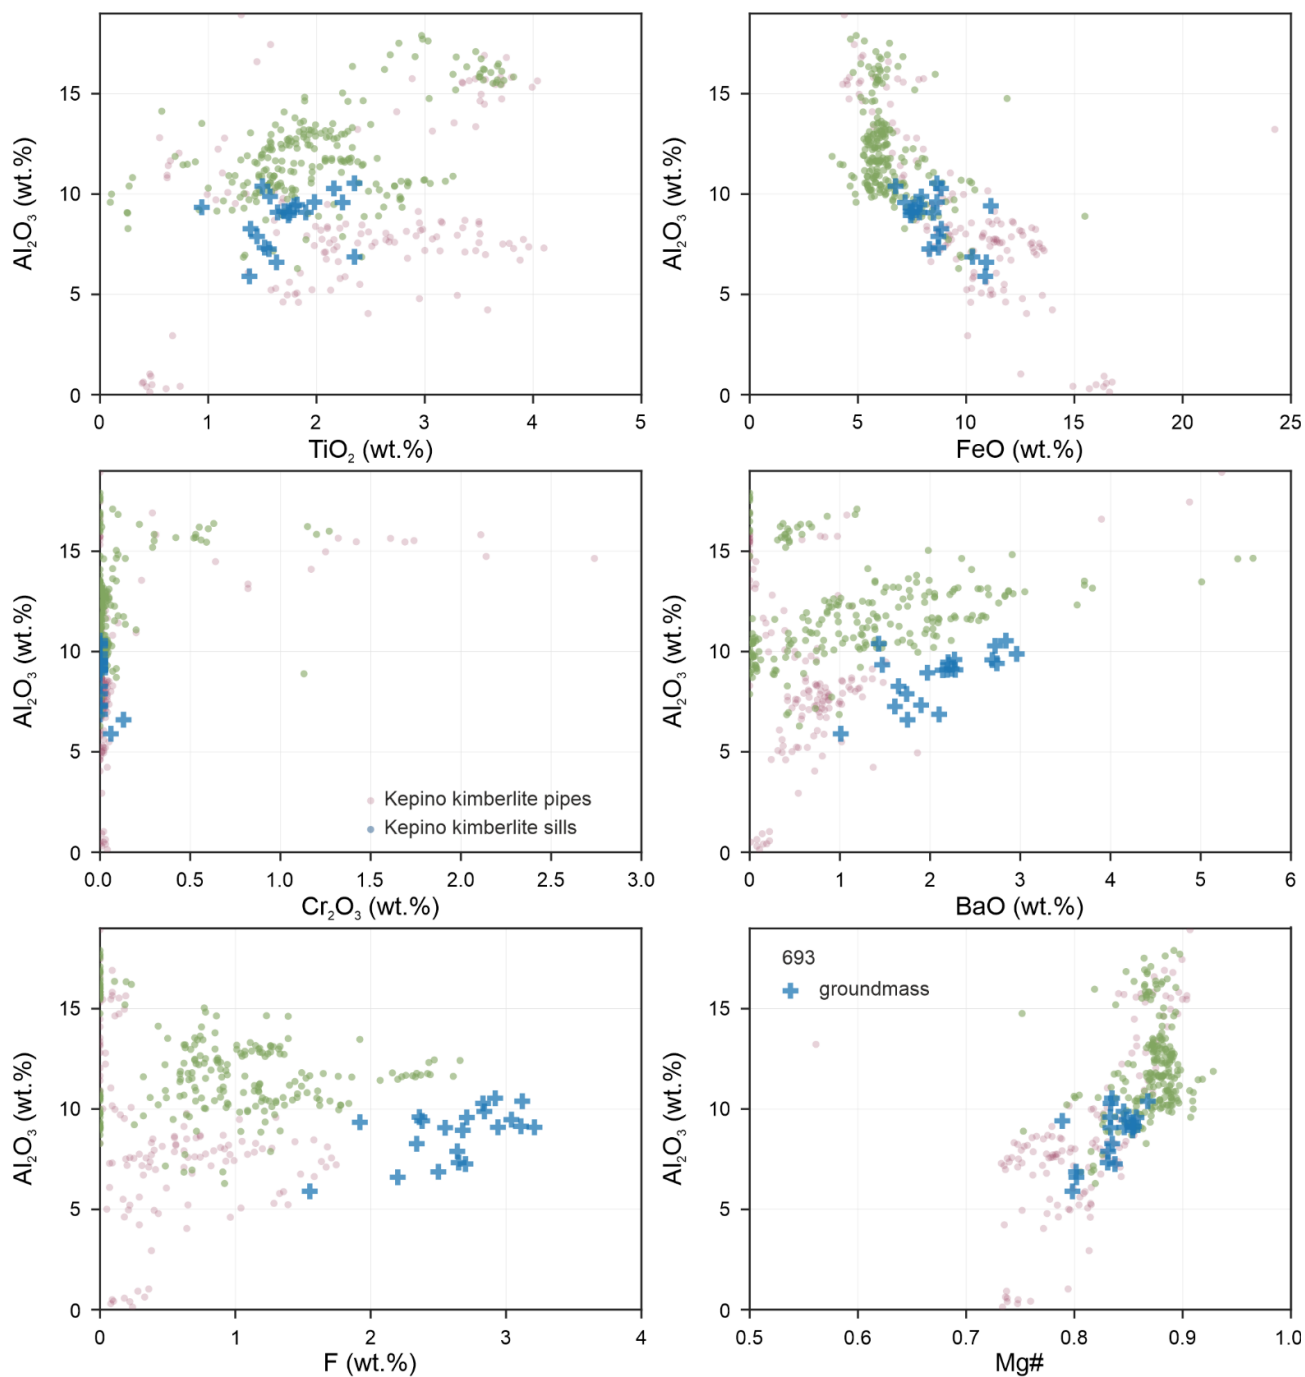 Al₂O₃ (wt.%)
15
10
5
0
0 1 2 3 4 5
TiO₂ (wt.%)
Al₂O₃ (wt.%)
15
10
5
0
0 5 10 15 20 25
FeO (wt.%)
Al₂O₃ (wt.%)
15
10
5
0
Kepino kimberlite pipes
Kepino kimberlite sills
0.0 0.5 1.0 1.5 2.0 2.5 3.0
Cr₂O₃ (wt.%)
Al₂O₃ (wt.%)
15
10
5
0
0 1 2 3 4 5 6
BaO (wt.%)
Al₂O₃ (wt.%)
15
10
5
0
0 1 2 3 4
F (wt.%)
Al₂O₃ (wt.%)
693
groundmass
15
10
5
0
0.5 0.6 0.7 0.8 0.9 1.0
Mg#